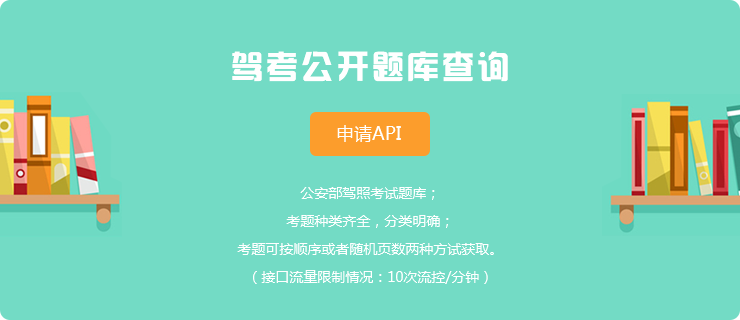 驾考公开题库查询
申请API
公安部驾照考试题库；
考题种类齐全，分类明确；
考题可按顺序或者随机页数两种方试获取。
（接口流量限制情况：10次流控/分钟）